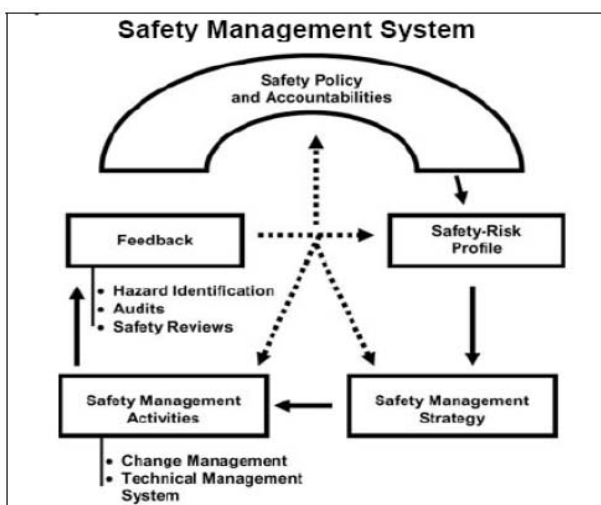 Safety Management System
Safety Policy
and Accountabilities
Feedback
• Hazard Identification
• Audits
• Safety Reviews
Safety-Risk
Profile
Safety Management
Activities
• Change Management
• Technical Management
System
Safety Management
Strategy